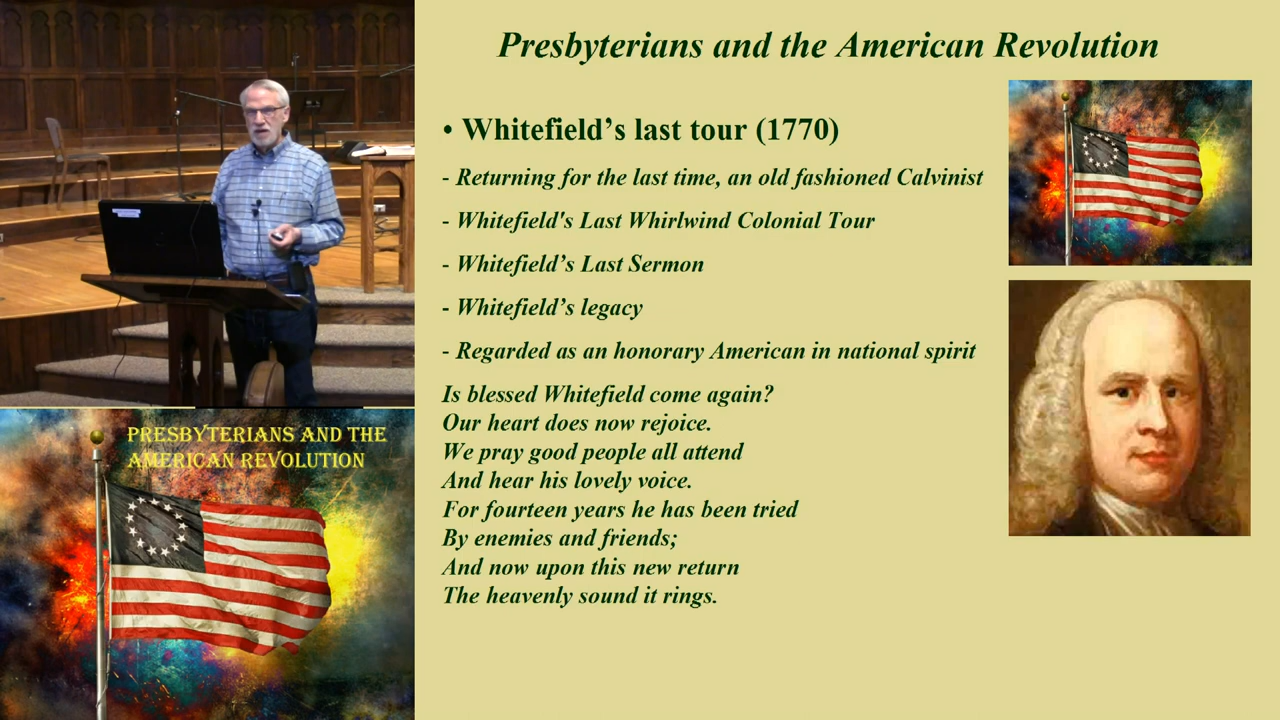 Presbyterians and the American Revolution
• Whitefield’s last tour (1770)
- Returning for the last time, an old fashioned Calvinist
- Whitefield's Last Whirlwind Colonial Tour
- Whitefield’s Last Sermon
- Whitefield’s legacy
- Regarded as an honorary American in national spirit
Is blessed Whitefield come again?
Our heart does now rejoice.
We pray good people all attend
And hear his lovely voice.
For fourteen years he has been tried
By enemies and friends;
And now upon this new return
The heavenly sound it rings.
PRESBYTERIANS AND THE
AMERICAN REVOLUTION